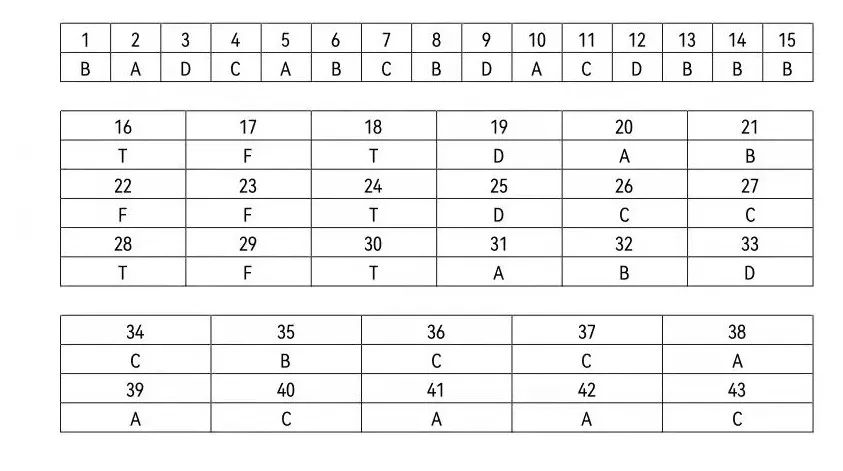 1 2 3 4 5 6 7 8 9 10 11 12 13 14 15
B A D C A B C B D A C D B B B
16 17 18 19 20 21
T F T D A B
22 23 24 25 26 27
F F T D C C
28 29 30 31 32 33
T F T A B D
34 35 36 37 38
C B C C A
39 40 41 42 43
A C A A C